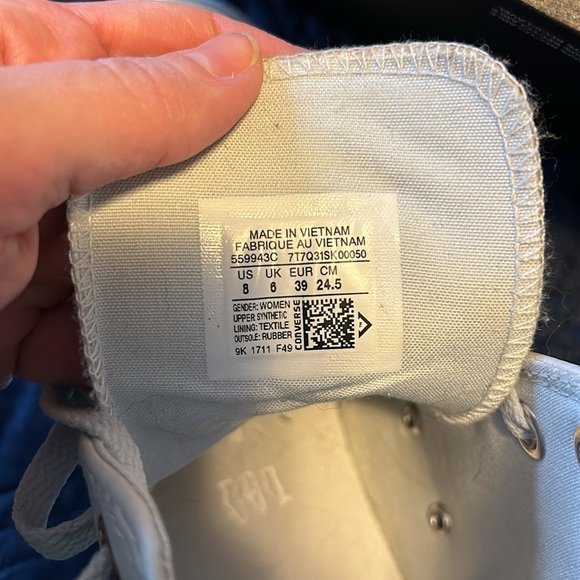 MADE IN VIETNAM
FABRIQUE AU VIETNAM
559943C 7T7Q31SK00050
US UK EUR CM
8 6 39 24.5
GENDER: WOMEN
UPPER SYNTHETIC
LINING: TEXTILE
OUTSOLE: RUBBER
CONVERSE
9K 1711 F49